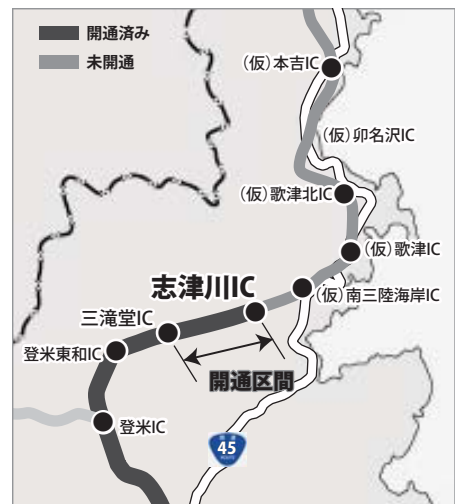 開通済み
未開通
(仮)本吉IC
(仮)卯名沢IC
(仮)歌津北IC
(仮)歌津IC
志津川IC
(仮)南三陸海岸IC
三滝堂IC
登米東和IC
開通区間
登米IC
国道
45
ROUTE